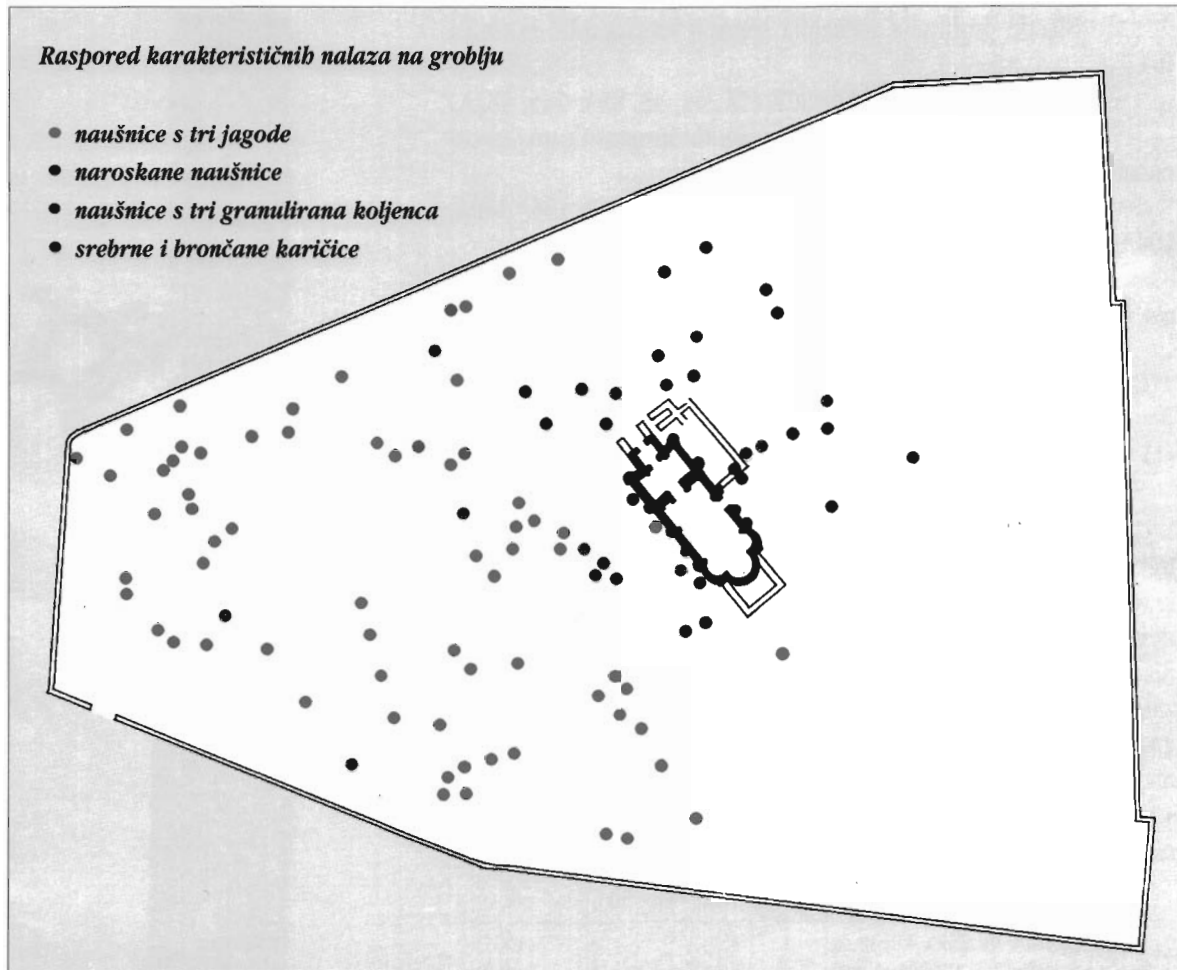 Raspored karakterističnih nalaza na groblju
naušnice s tri jagode
naroskane naušnice
naušnice s tri granulirana koljenca
srebrne i brončane karičice